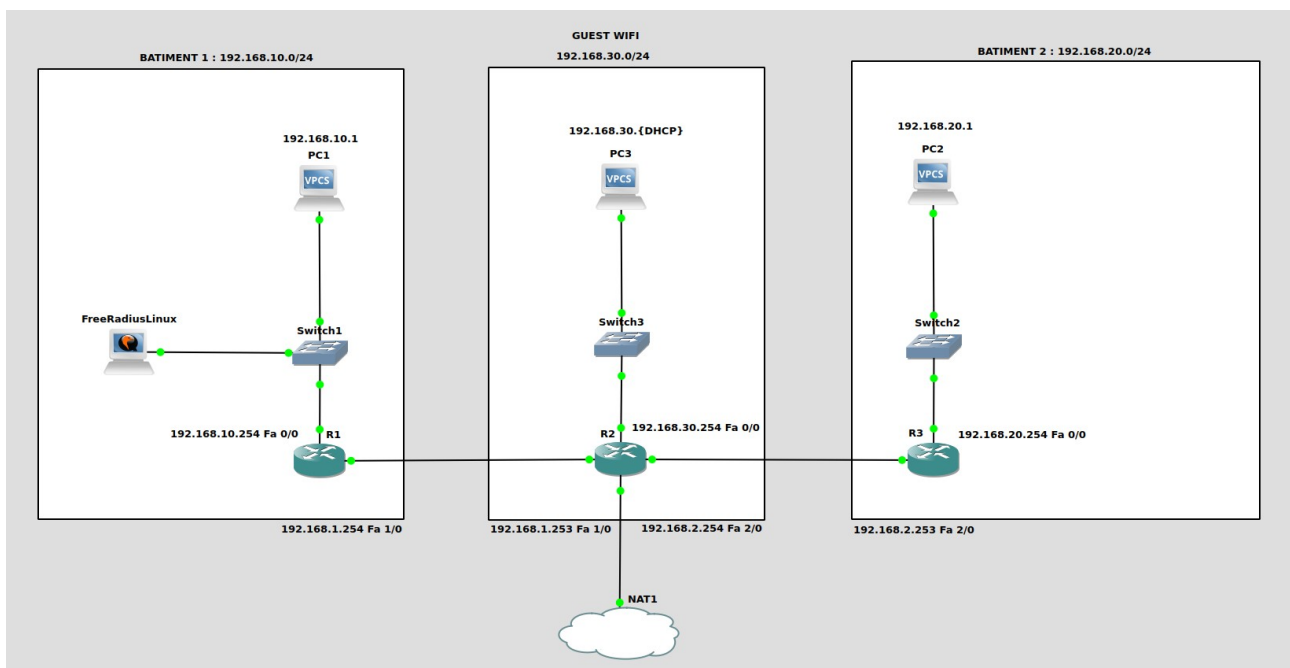 BATIMENT 1 : 192.168.10.0/24
192.168.10.1
PC1
VPCS
FreeRadiusLinux
Switch1
192.168.10.254 Fa 0/0
R1
192.168.1.254 Fa 1/0
GUEST WIFI
192.168.30.0/24
192.168.30.{DHCP}
PC3
VPCS
Switch3
R2
192.168.30.254 Fa 0/0
192.168.1.253 Fa 1/0
192.168.2.254 Fa 2/0
NAT1
BATIMENT 2 : 192.168.20.0/24
192.168.20.1
PC2
VPCS
Switch2
R3
192.168.20.254 Fa 0/0
192.168.2.253 Fa 2/0